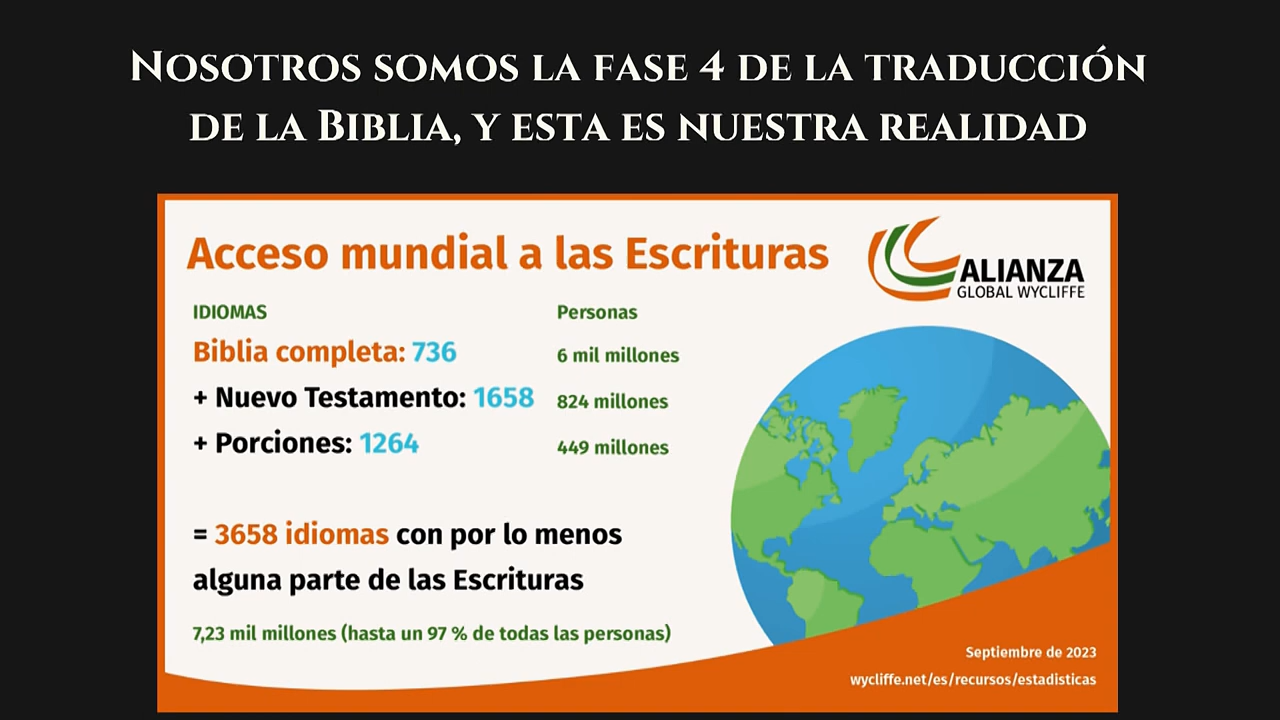 Nosotros somos la fase 4 de la traducción
de la Biblia, y esta es nuestra realidad
Acceso mundial a las Escrituras
ALIANZA
GLOBAL WYCLIFFE
IDIOMAS Personas
Biblia completa: 736 6 mil millones
+ Nuevo Testamento: 1658 824 millones
+ Porciones: 1264 449 millones
= 3658 idiomas con por lo menos
alguna parte de las Escrituras
7,23 mil millones (hasta un 97 % de todas las personas)
Septiembre de 2023
wycliffe.net/es/recursos/estadisticas